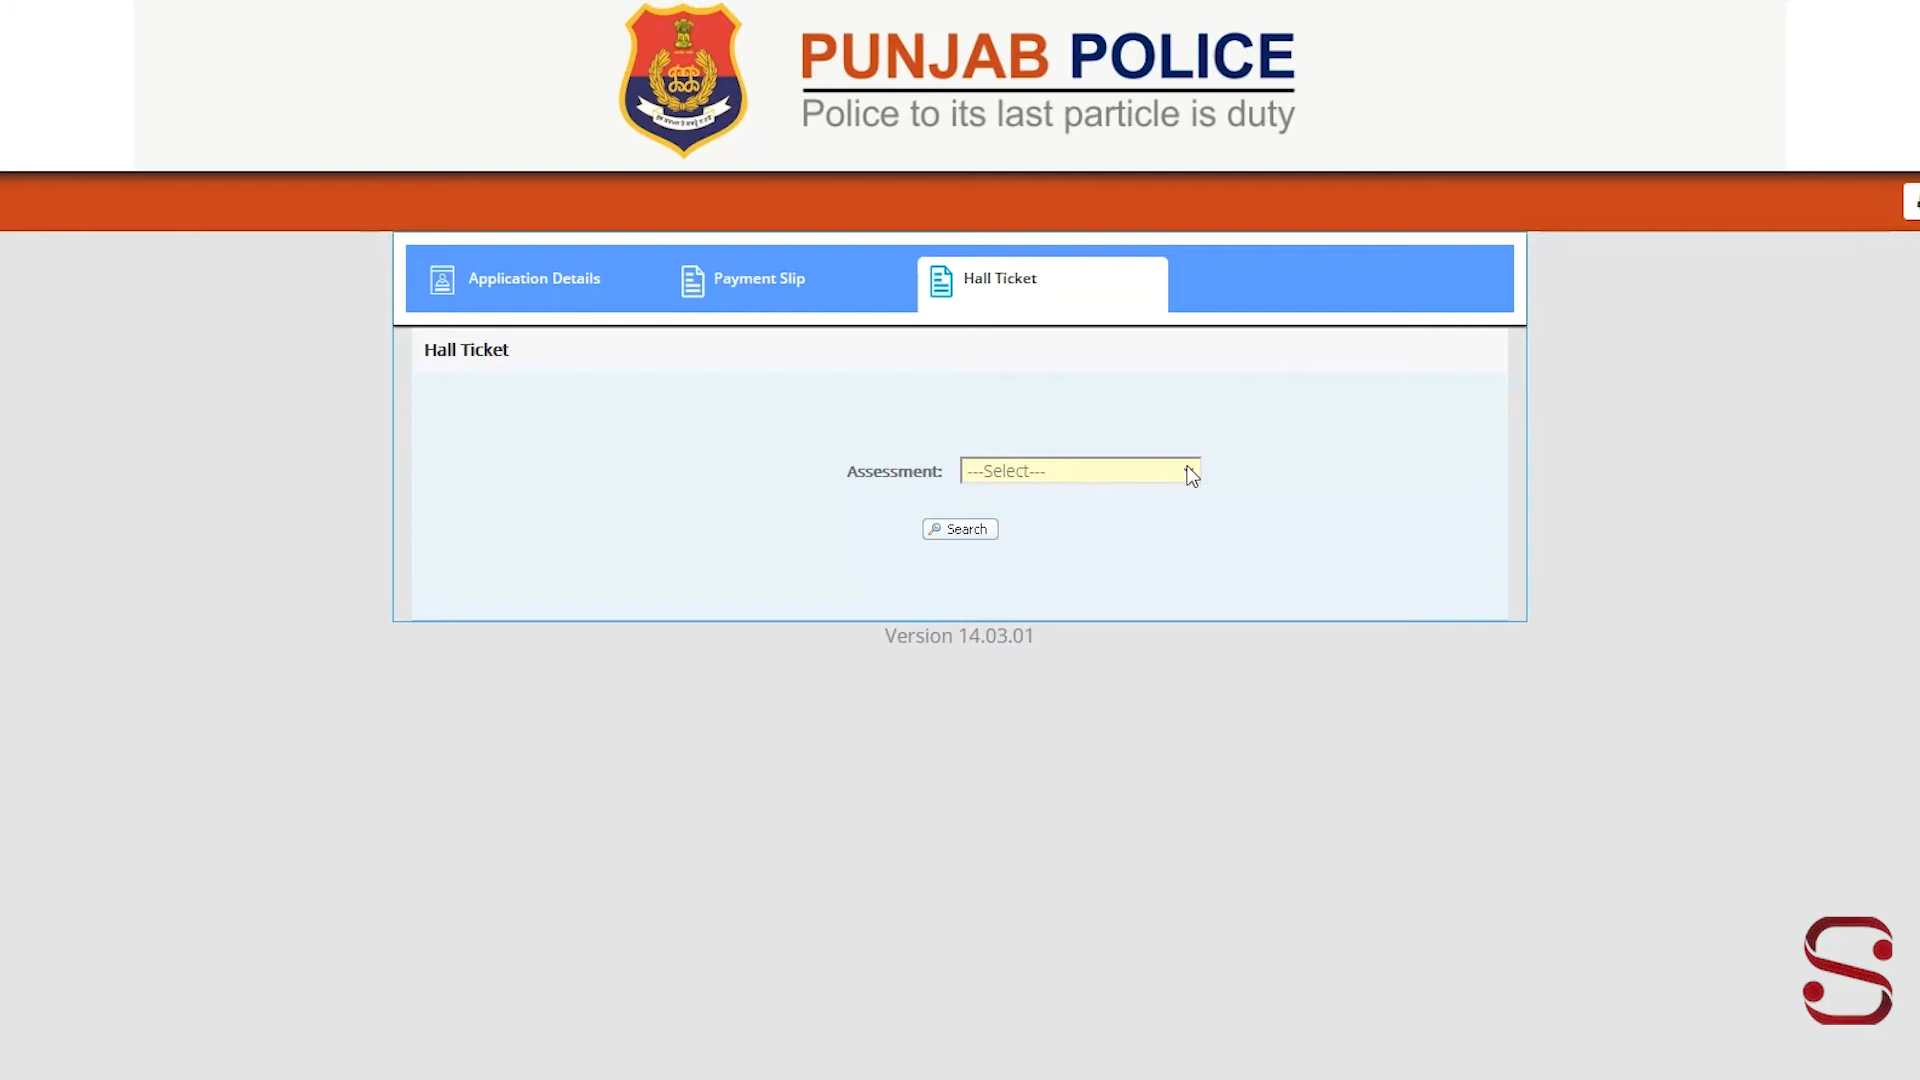 PUNJAB POLICE
Police to its last particle is duty
Application Details
Payment Slip
Hall Ticket
Hall Ticket
Assessment:
---Select---
Search
Version 14.03.01